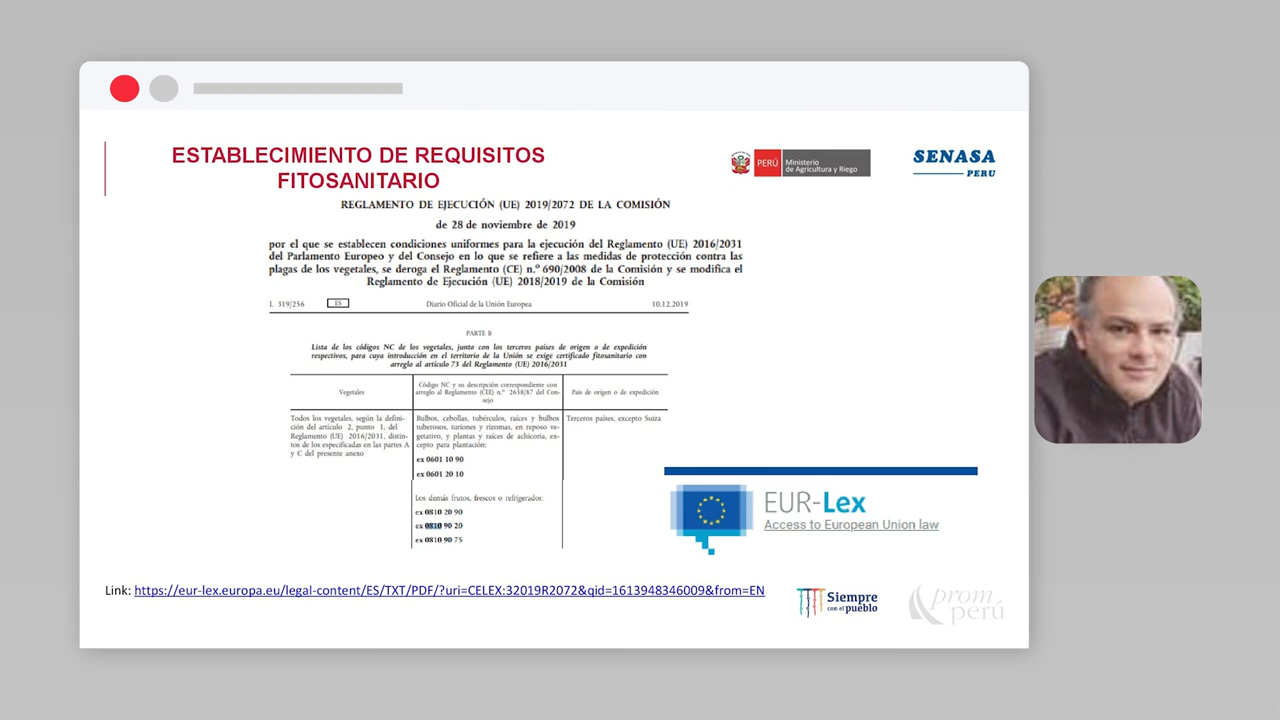 ESTABLECIMIENTO DE REQUISITOS
FITOSANITARIO
PERÚ
Ministerio
de Agricultura y Riego
SENASA
PERU
REGLAMENTO DE EJECUCIÓN (UE) 2019/2072 DE LA COMISIÓN
de 28 de noviembre de 2019
por el que se establecen condiciones uniformes para la ejecución del Reglamento (UE) 2016/2031
del Parlamento Europeo y del Consejo en lo que se refiere a las medidas de protección contra las
plagas de los vegetales, se deroga el Reglamento (CE) n.º 690/2008 de la Comisión y se modifica el
Reglamento de Ejecución (UE) 2018/2019 de la Comisión
L 319/256 ES Diario Oficial de la Unión Europea 10.12.2019
PARTE B
Lista de los códigos NC de los vegetales, junto con los terceros países de origen o de expedición
respectivos, para cuya introducción en el territorio de la Unión se exige certificado fitosanitario con
arreglo al artículo 73 del Reglamento (UE) 2016/2031
Vegetales
Código NC y su descripción correspondiente con
arreglo al Reglamento (CEE) n.º 2658/87 del Con-
sejo
País de origen o de expedición
Todos los vegetales, según la defini-
ción del artículo 2, punto 1, del
Reglamento (UE) 2016/2031, distin-
tos de los especificados en las partes A
y C del presente anexo
Bulbos, cebollas, tubérculos, raíces y bulbos
tuberosos, turiones y rizomas, en reposo ve-
getativo, y plantas y raíces de achicoria, ex-
cepto para plantación:
ex 0601 10 90
ex 0601 20 10
Terceros países, excepto Suiza
Los demás frutos, frescos o refrigerados:
ex 0810 20 90
ex 0810 90 20
ex 0810 90 75
EUR-Lex
Access to European Union law
Link: https://eur-lex.europa.eu/legal-content/ES/TXT/PDF/?uri=CELEX:32019R2072&qid=1613948346009&from=EN
Siempre
con el pueblo
prom
perú